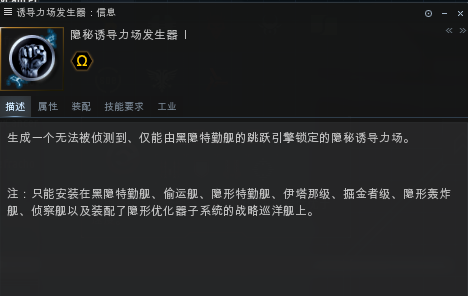 诱导力场发生器：信息
隐秘诱导力场发生器 I
Ω
描述 属性 装配 技能要求 工业
生成一个无法被侦测到、仅能由黑隐特勤舰的跳跃引擎锁定的隐秘诱导力场。
注：只能安装在黑隐特勤舰、偷运舰、隐形特勤舰、伊塔那级、掘金者级、隐形轰炸
舰、侦察舰以及装配了隐形优化器子系统的战略巡洋舰上。